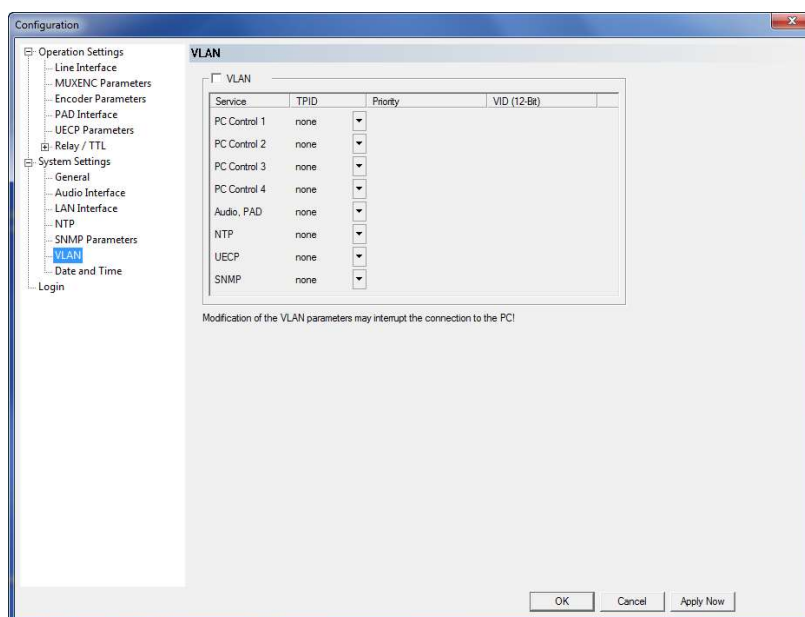 Configuration
Operation Settings
Line Interface
MUXENC Parameters
Encoder Parameters
PAD Interface
UECP Parameters
Relay / TTL
System Settings
General
Audio Interface
LAN Interface
NTP
SNMP Parameters
VLAN
Date and Time
Login
VLAN
VLAN
Service TPID Priority VID (12-Bit)
PC Control 1 none
PC Control 2 none
PC Control 3 none
PC Control 4 none
Audio, PAD none
NTP none
UECP none
SNMP none
Modification of the VLAN parameters may interrupt the connection to the PC!
OK Cancel Apply Now